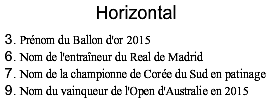 Horizontal
3. Prénom du Ballon d'or 2015
6. Nom de l'entraîneur du Real de Madrid
7. Nom de la championne de Corée du Sud en patinage
9. Nom du vainqueur de l'Open d'Australie en 2015